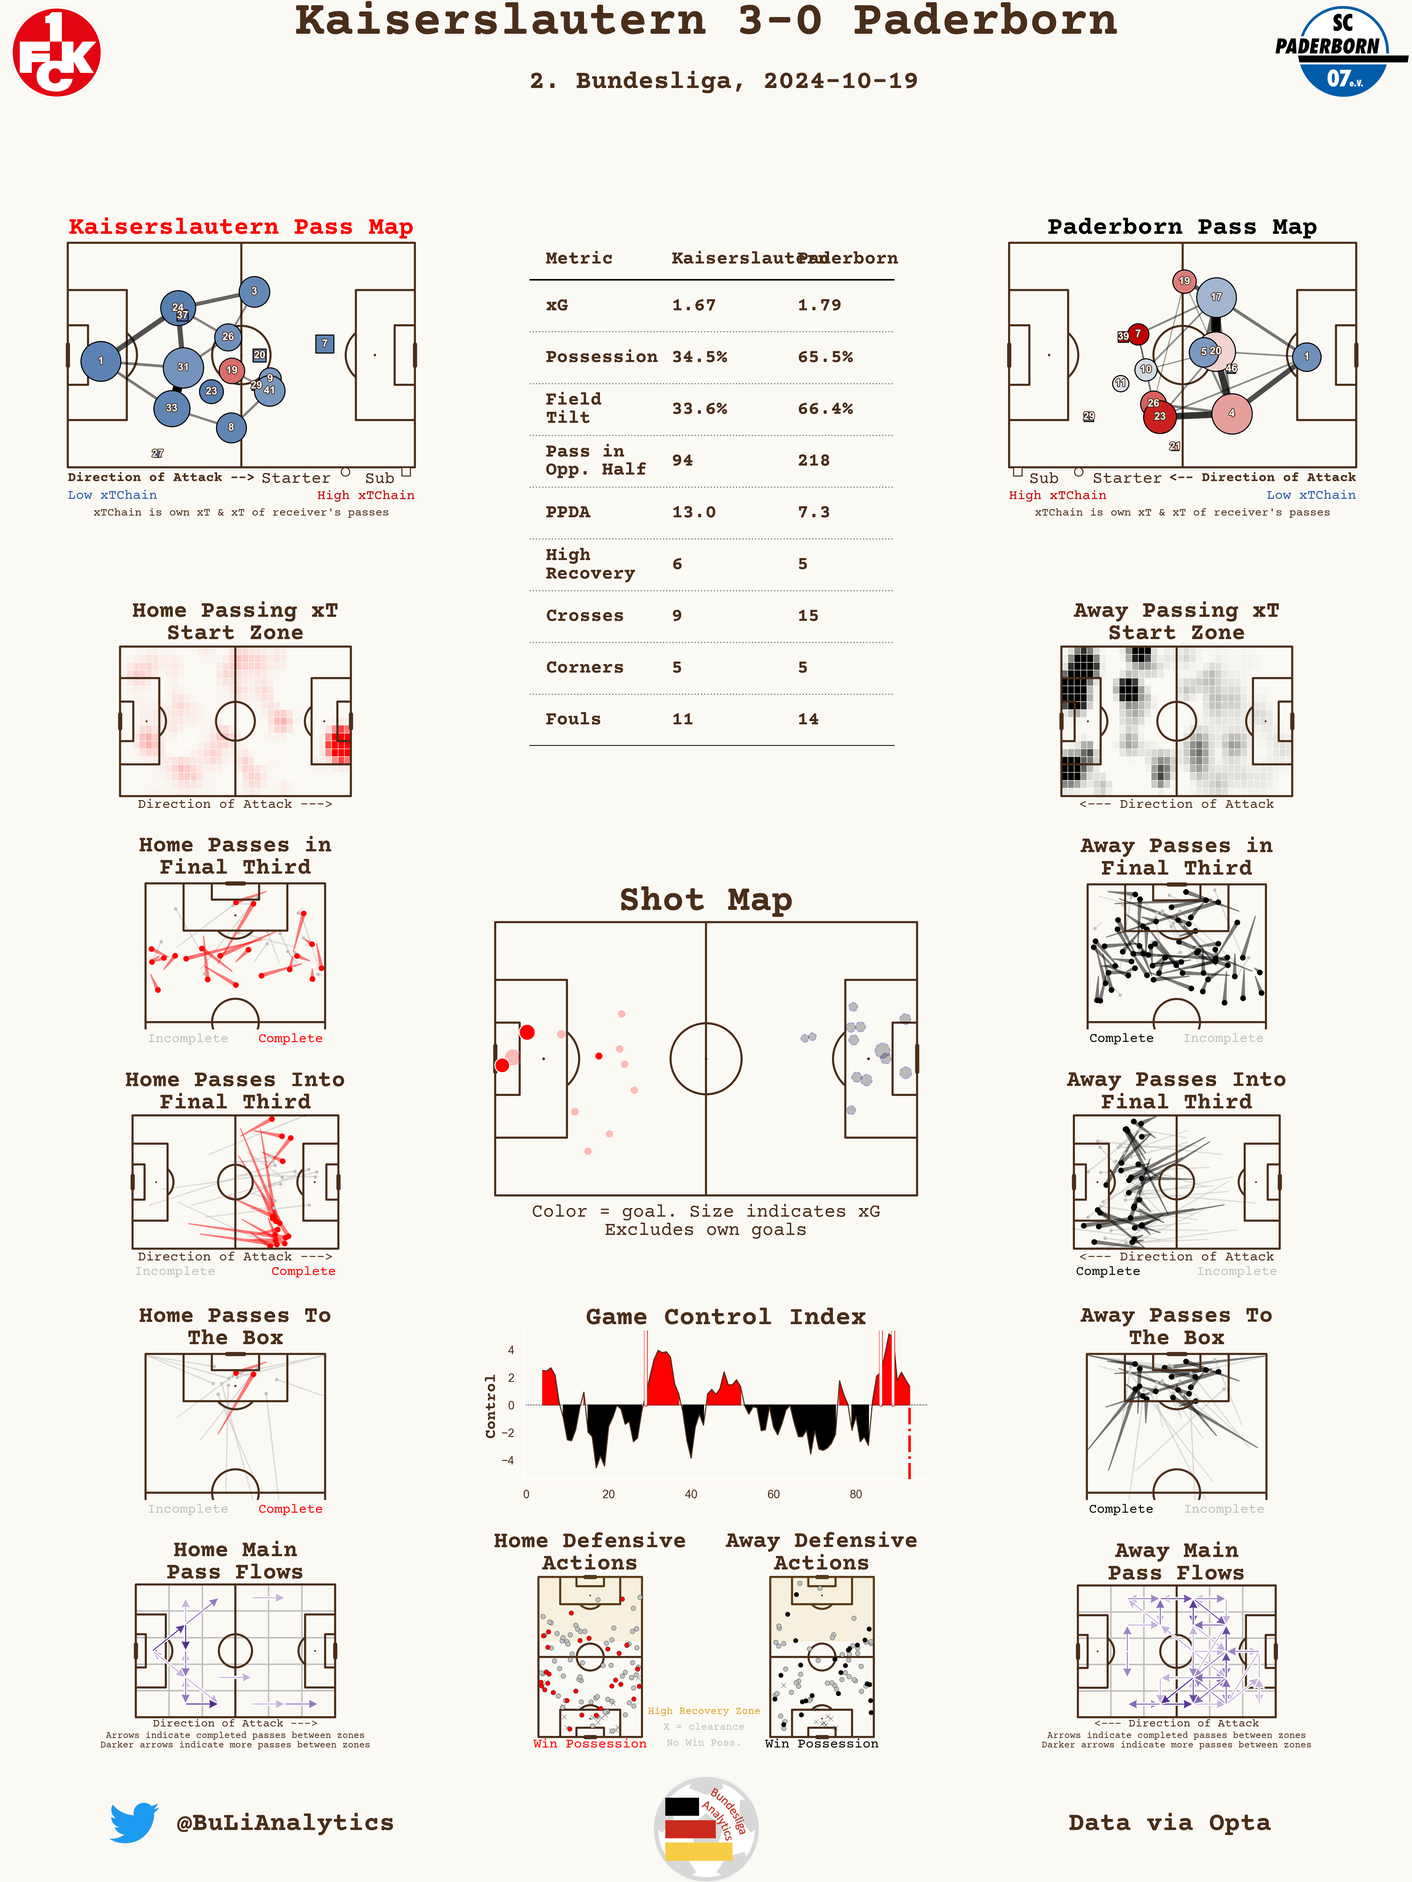 Kaiserslautern 3-0 Paderborn
2. Bundesliga, 2024-10-19
1 FCK
SC
PADERBORN
07 e.V.
Kaiserslautern Pass Map
24
37
3
26
1
31
20
7
19
9
29
41
23
33
8
27
Direction of Attack --> Starter Sub
Low xTChain High xTChain
xTChain is own xT & xT of receiver's passes
Metric Kaiserslautern Paderborn
xG 1.67 1.79
Possession 34.5% 65.5%
Field
Tilt 33.6% 66.4%
Pass in
Opp. Half 94 218
PPDA 13.0 7.3
High
Recovery 6 5
Crosses 9 15
Corners 5 5
Fouls 11 14
Paderborn Pass Map
19
17
39
7
5
20
1
10
46
11
26
23
4
29
21
Sub Starter <-- Direction of Attack
High xTChain Low xTChain
xTChain is own xT & xT of receiver's passes
Home Passing xT
Start Zone
Direction of Attack --->
Away Passing xT
Start Zone
<--- Direction of Attack
Home Passes in
Final Third
Incomplete Complete
Away Passes in
Final Third
Complete Incomplete
Shot Map
Color = goal. Size indicates xG
Excludes own goals
Home Passes Into
Final Third
Direction of Attack --->
Incomplete Complete
Away Passes Into
Final Third
<--- Direction of Attack
Complete Incomplete
Home Passes To
The Box
Incomplete Complete
Game Control Index
Control
4
2
0
−2
−4
0 20 40 60 80
Away Passes To
The Box
Complete Incomplete
Home Main
Pass Flows
Direction of Attack --->
Arrows indicate completed passes between zones
Darker arrows indicate more passes between zones
Home Defensive
Actions
Win Possession
Away Defensive
Actions
Win Possession
High Recovery Zone
X = clearance
No Win Poss.
Away Main
Pass Flows
<--- Direction of Attack
Arrows indicate completed passes between zones
Darker arrows indicate more passes between zones
@BuLiAnalytics
Bundesliga
Analytics
Data via Opta